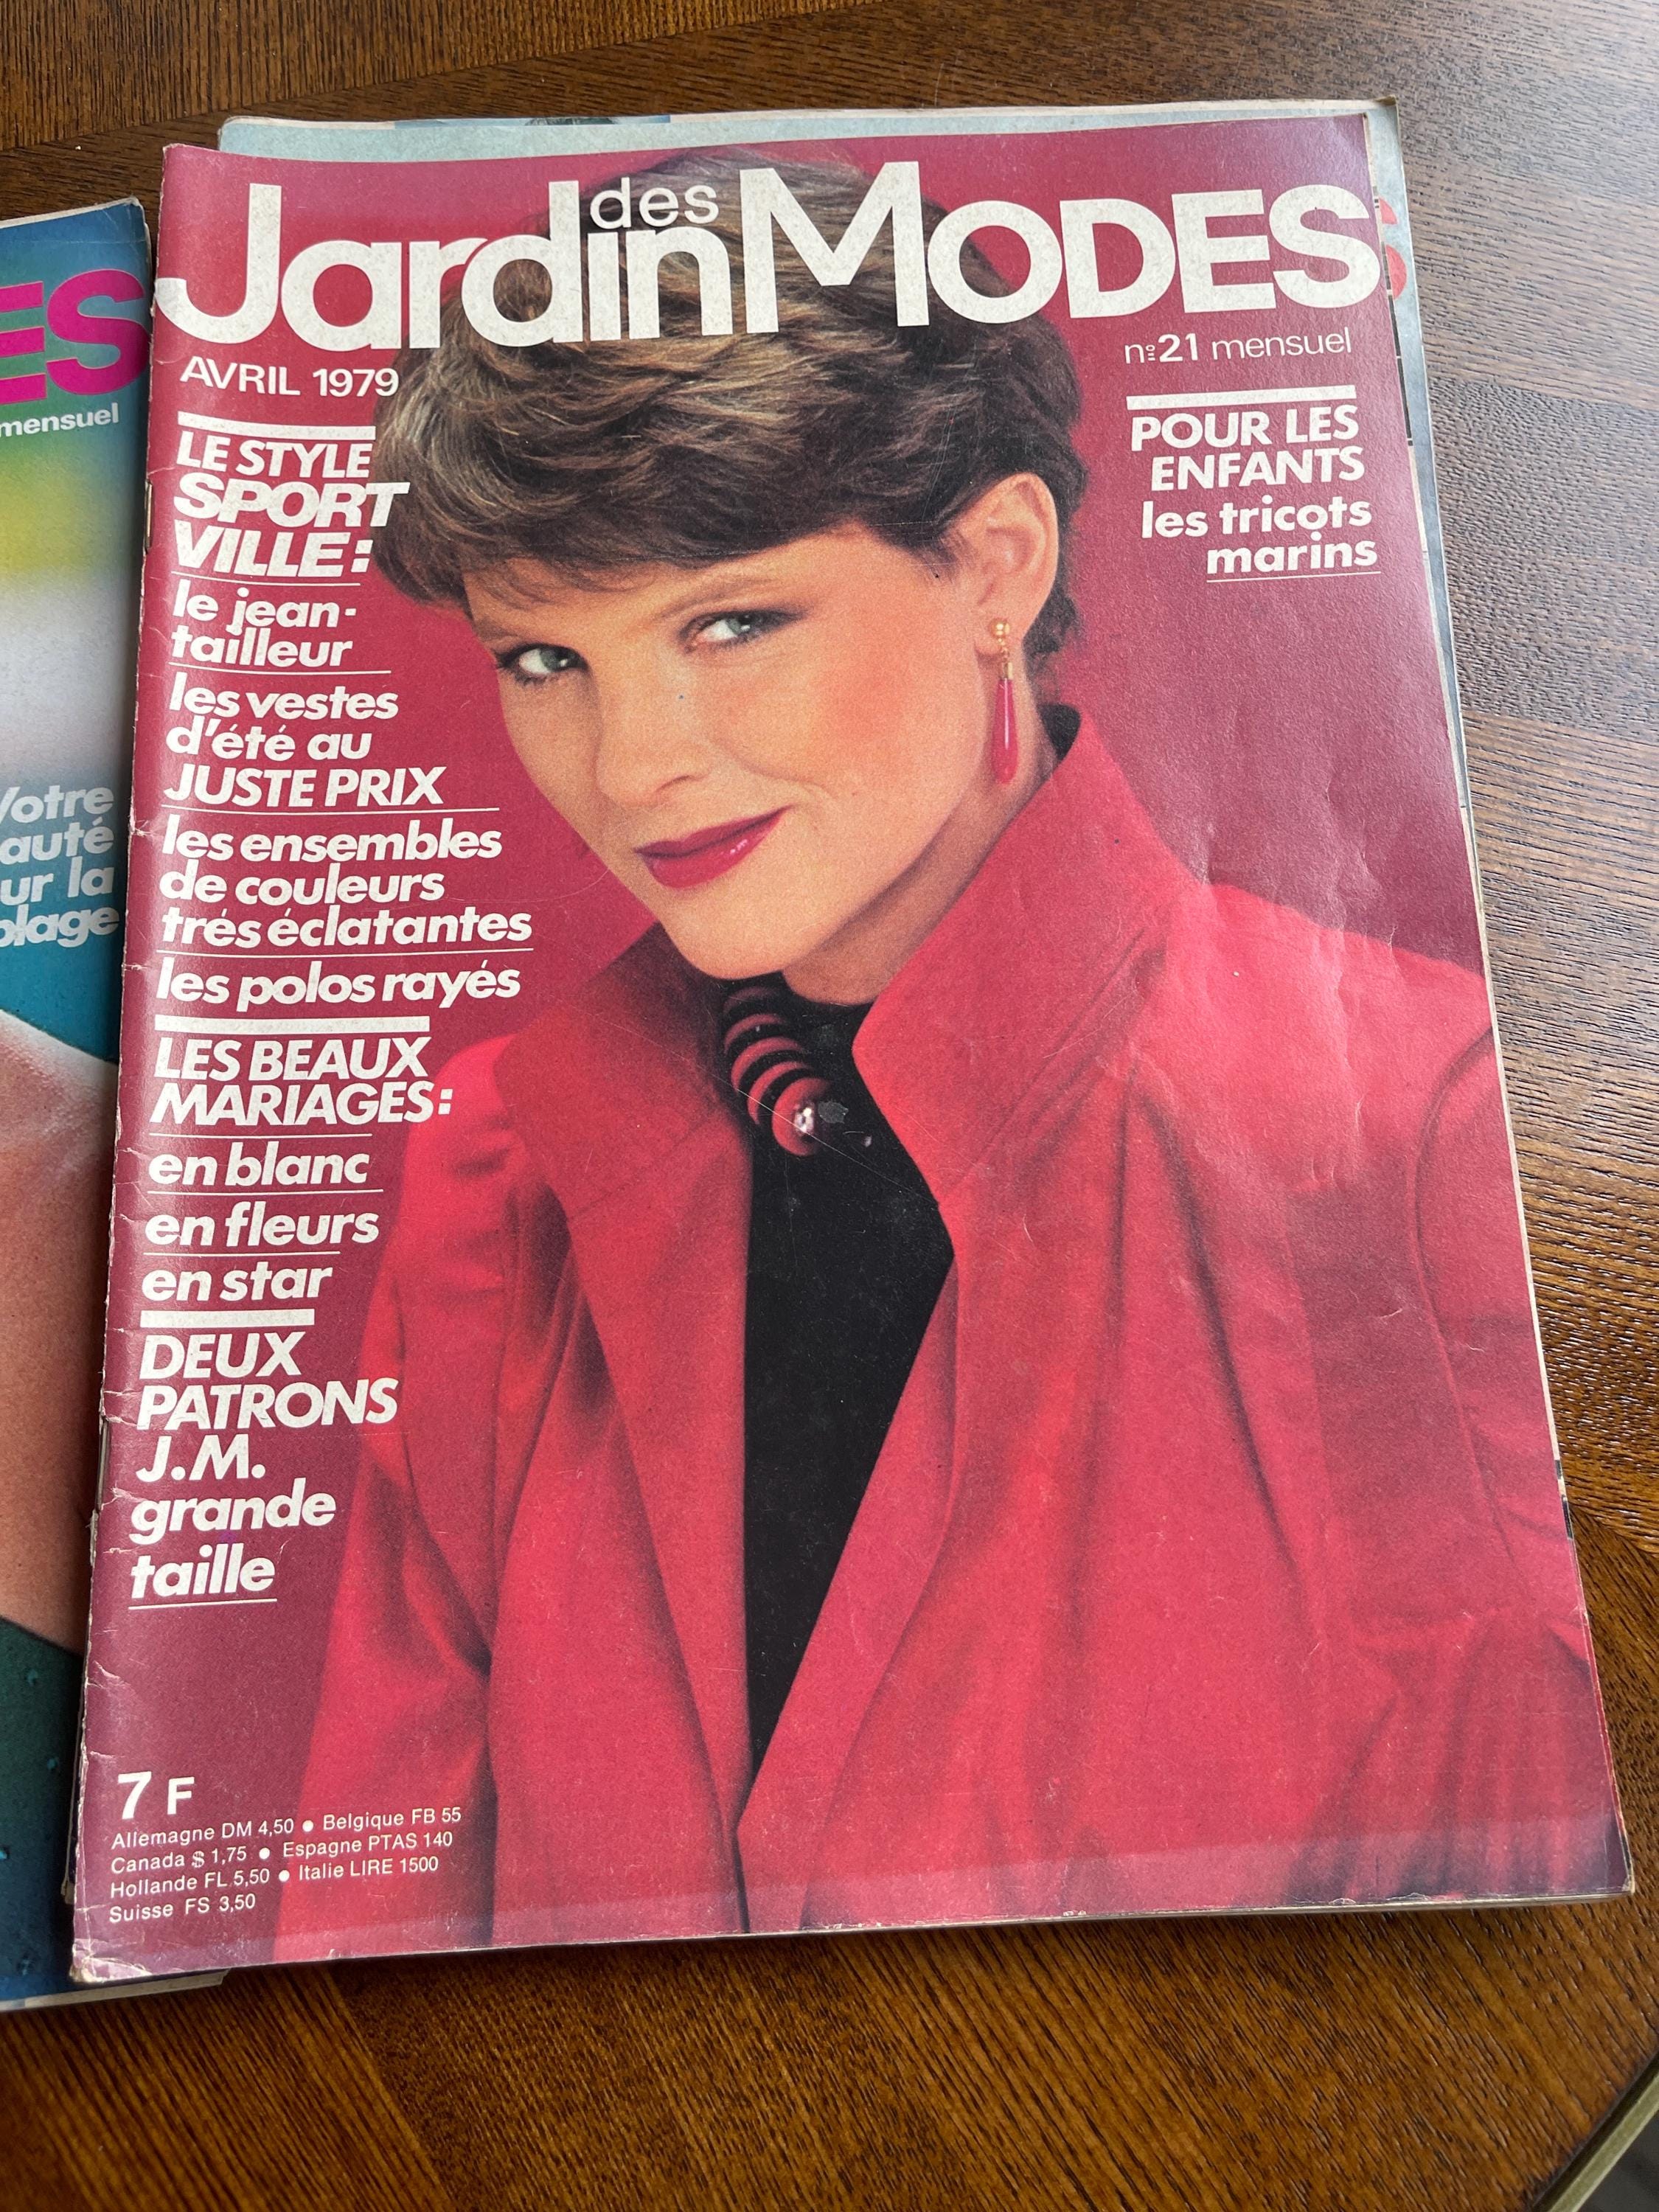 Jardin des MODES
n° 21 mensuel
AVRIL 1979
LE STYLE
SPORT
VILLE:
le jean-
tailleur
les vestes
d'été au
JUSTE PRIX
les ensembles
de couleurs
trés éclatantes
les polos rayés
LES BEAUX
MARIAGES:
en blanc
en fleurs
en star
DEUX
PATRONS
J.M.
grande
taille
POUR LES
ENFANTS
les tricots
marins
7 F
Allemagne DM 4,50 ● Belgique FB 55
Canada $ 1,75 ● Espagne PTAS 140
Hollande FL 5,50 ● Italie LIRE 1500
Suisse FS 3,50
ES
mensuel
Votre
auté
ur la
plage
S